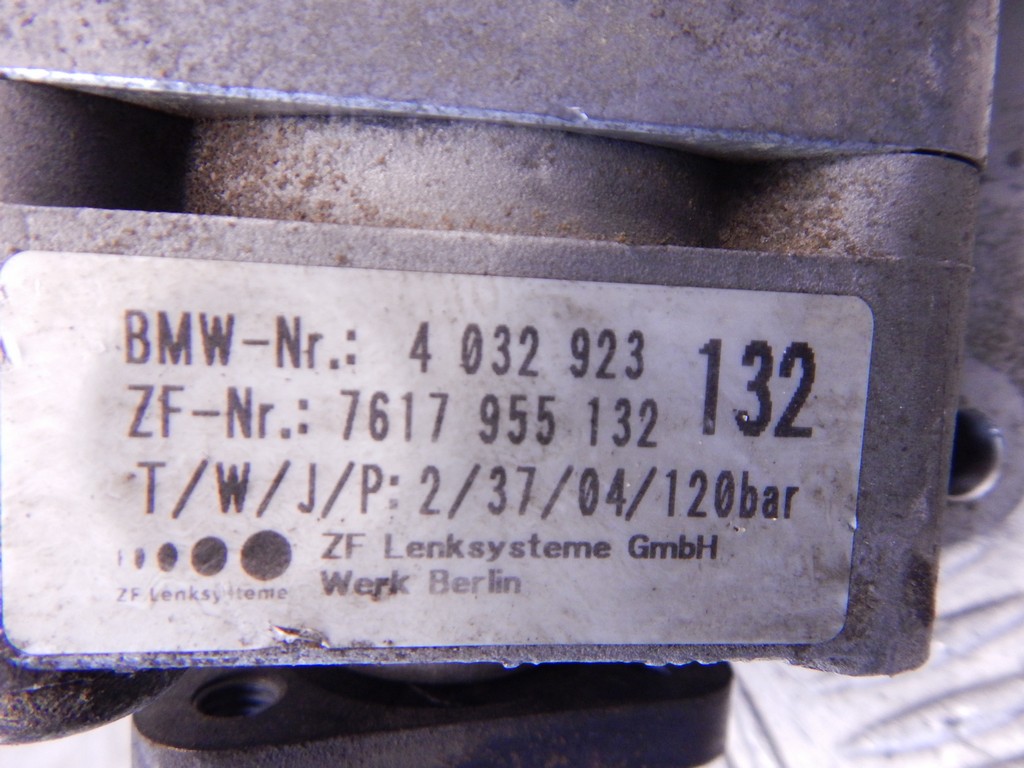 BMW-Nr.: 4 032 923
132
ZF-Nr.: 7617 955 132
T/W/J/P: 2/37/04/120bar
ZF Lenksysteme GmbH
Werk Berlin
ZF Lenksysteme